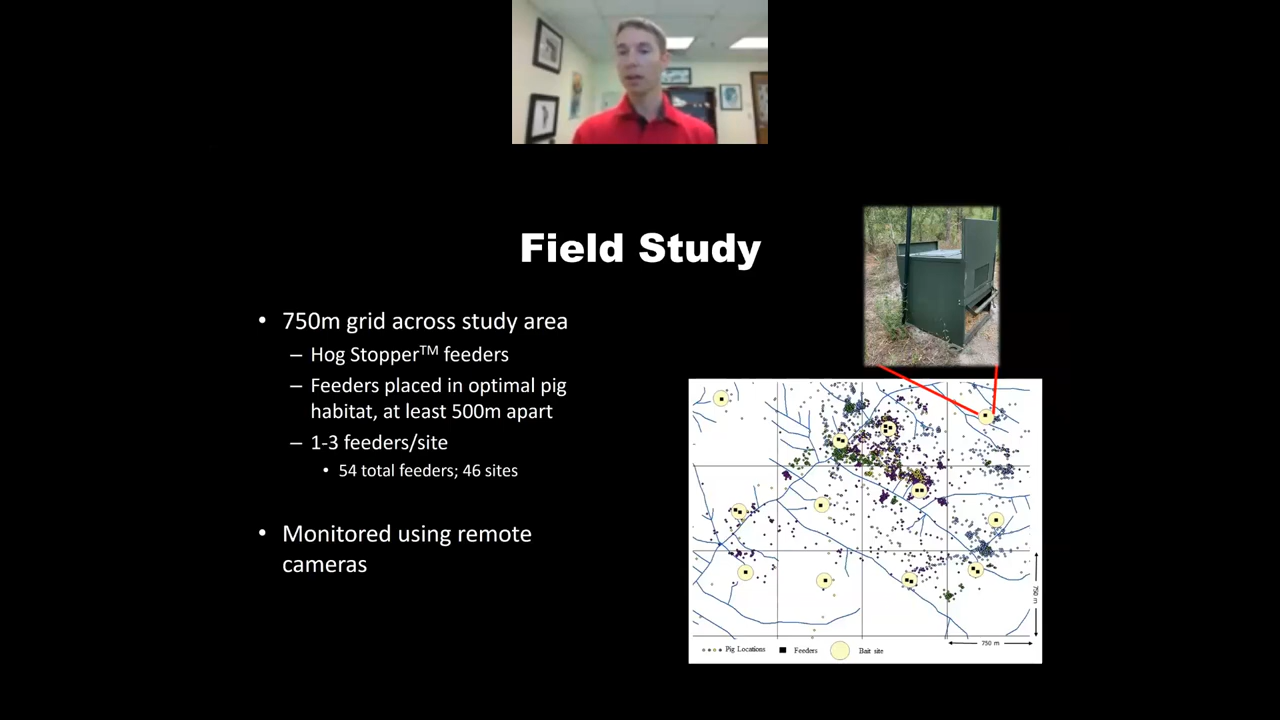 Field Study
• 750m grid across study area
– Hog Stopper™ feeders
– Feeders placed in optimal pig
habitat, at least 500m apart
– 1-3 feeders/site
• 54 total feeders; 46 sites
• Monitored using remote
cameras
750 m
750 m
Pig Locations
Feeders
Bait site